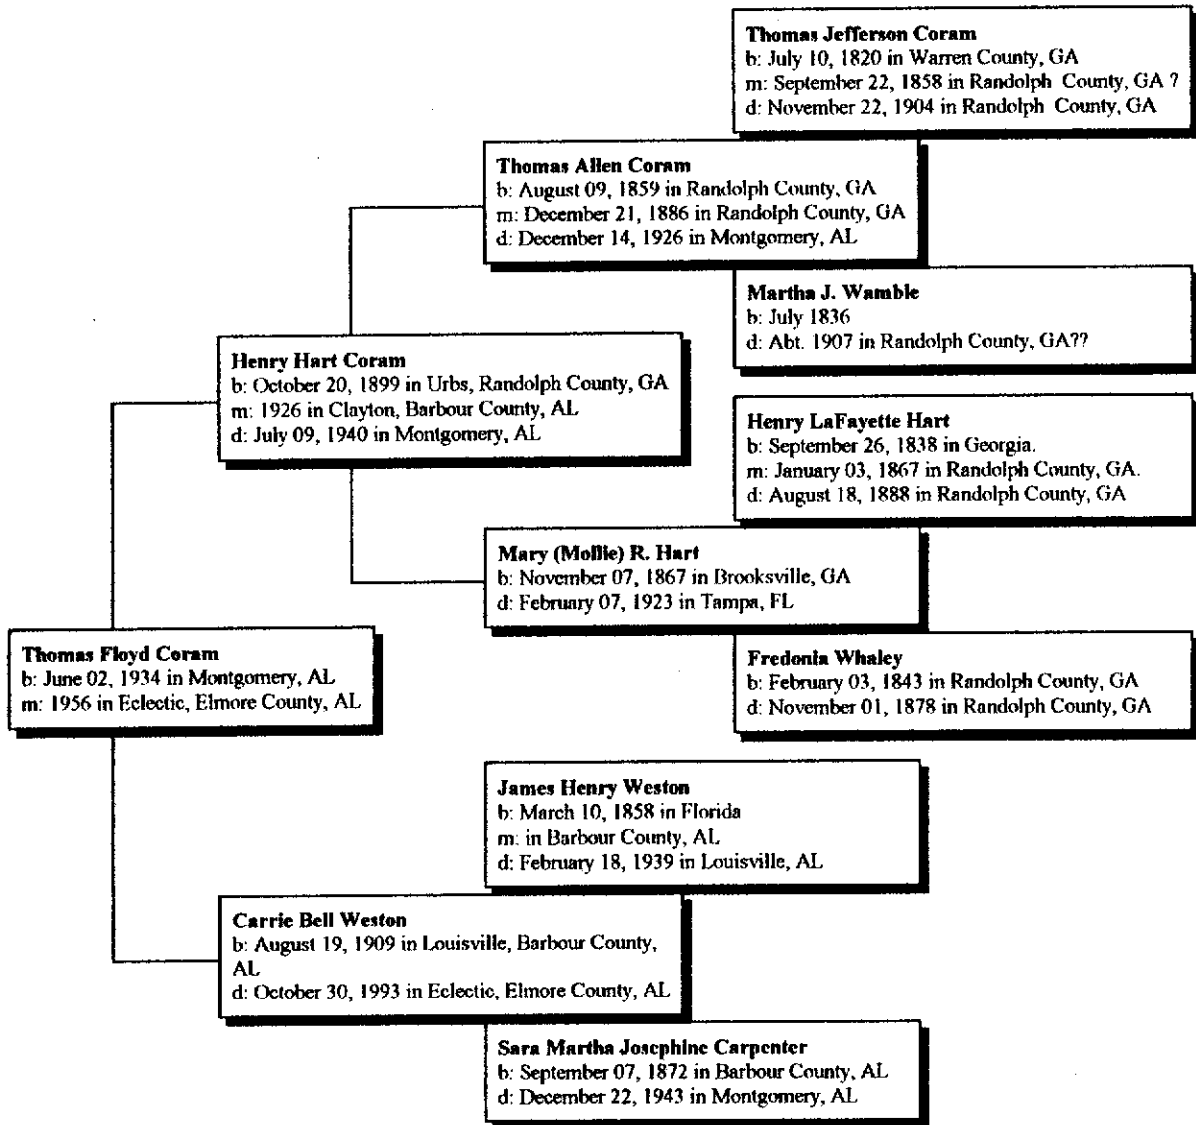 Thomas Jefferson Coram
b: July 10, 1820 in Warren County, GA
m: September 22, 1858 in Randolph County, GA ?
d: November 22, 1904 in Randolph County, GA
Thomas Allen Coram
b: August 09, 1859 in Randolph County, GA
m: December 21, 1886 in Randolph County, GA
d: December 14, 1926 in Montgomery, AL
Martha J. Wamble
b: July 1836
d: Abt. 1907 in Randolph County, GA??
Henry Hart Coram
b: October 20, 1899 in Urbs, Randolph County, GA
m: 1926 in Clayton, Barbour County, AL
d: July 09, 1940 in Montgomery, AL
Henry LaFayette Hart
b: September 26, 1838 in Georgia.
m: January 03, 1867 in Randolph County, GA.
d: August 18, 1888 in Randolph County, GA
Mary (Mollie) R. Hart
b: November 07, 1867 in Brooksville, GA
d: February 07, 1923 in Tampa, FL
Thomas Floyd Coram
b: June 02, 1934 in Montgomery, AL
m: 1956 in Eclectic, Elmore County, AL
Fredonia Whaley
b: February 03, 1843 in Randolph County, GA
d: November 01, 1878 in Randolph County, GA
James Henry Weston
b: March 10, 1858 in Florida
m: in Barbour County, AL
d: February 18, 1939 in Louisville, AL
Carrie Bell Weston
b: August 19, 1909 in Louisville, Barbour County,
AL
d: October 30, 1993 in Eclectic, Elmore County, AL
Sara Martha Josephine Carpenter
b: September 07, 1872 in Barbour County, AL
d: December 22, 1943 in Montgomery, AL